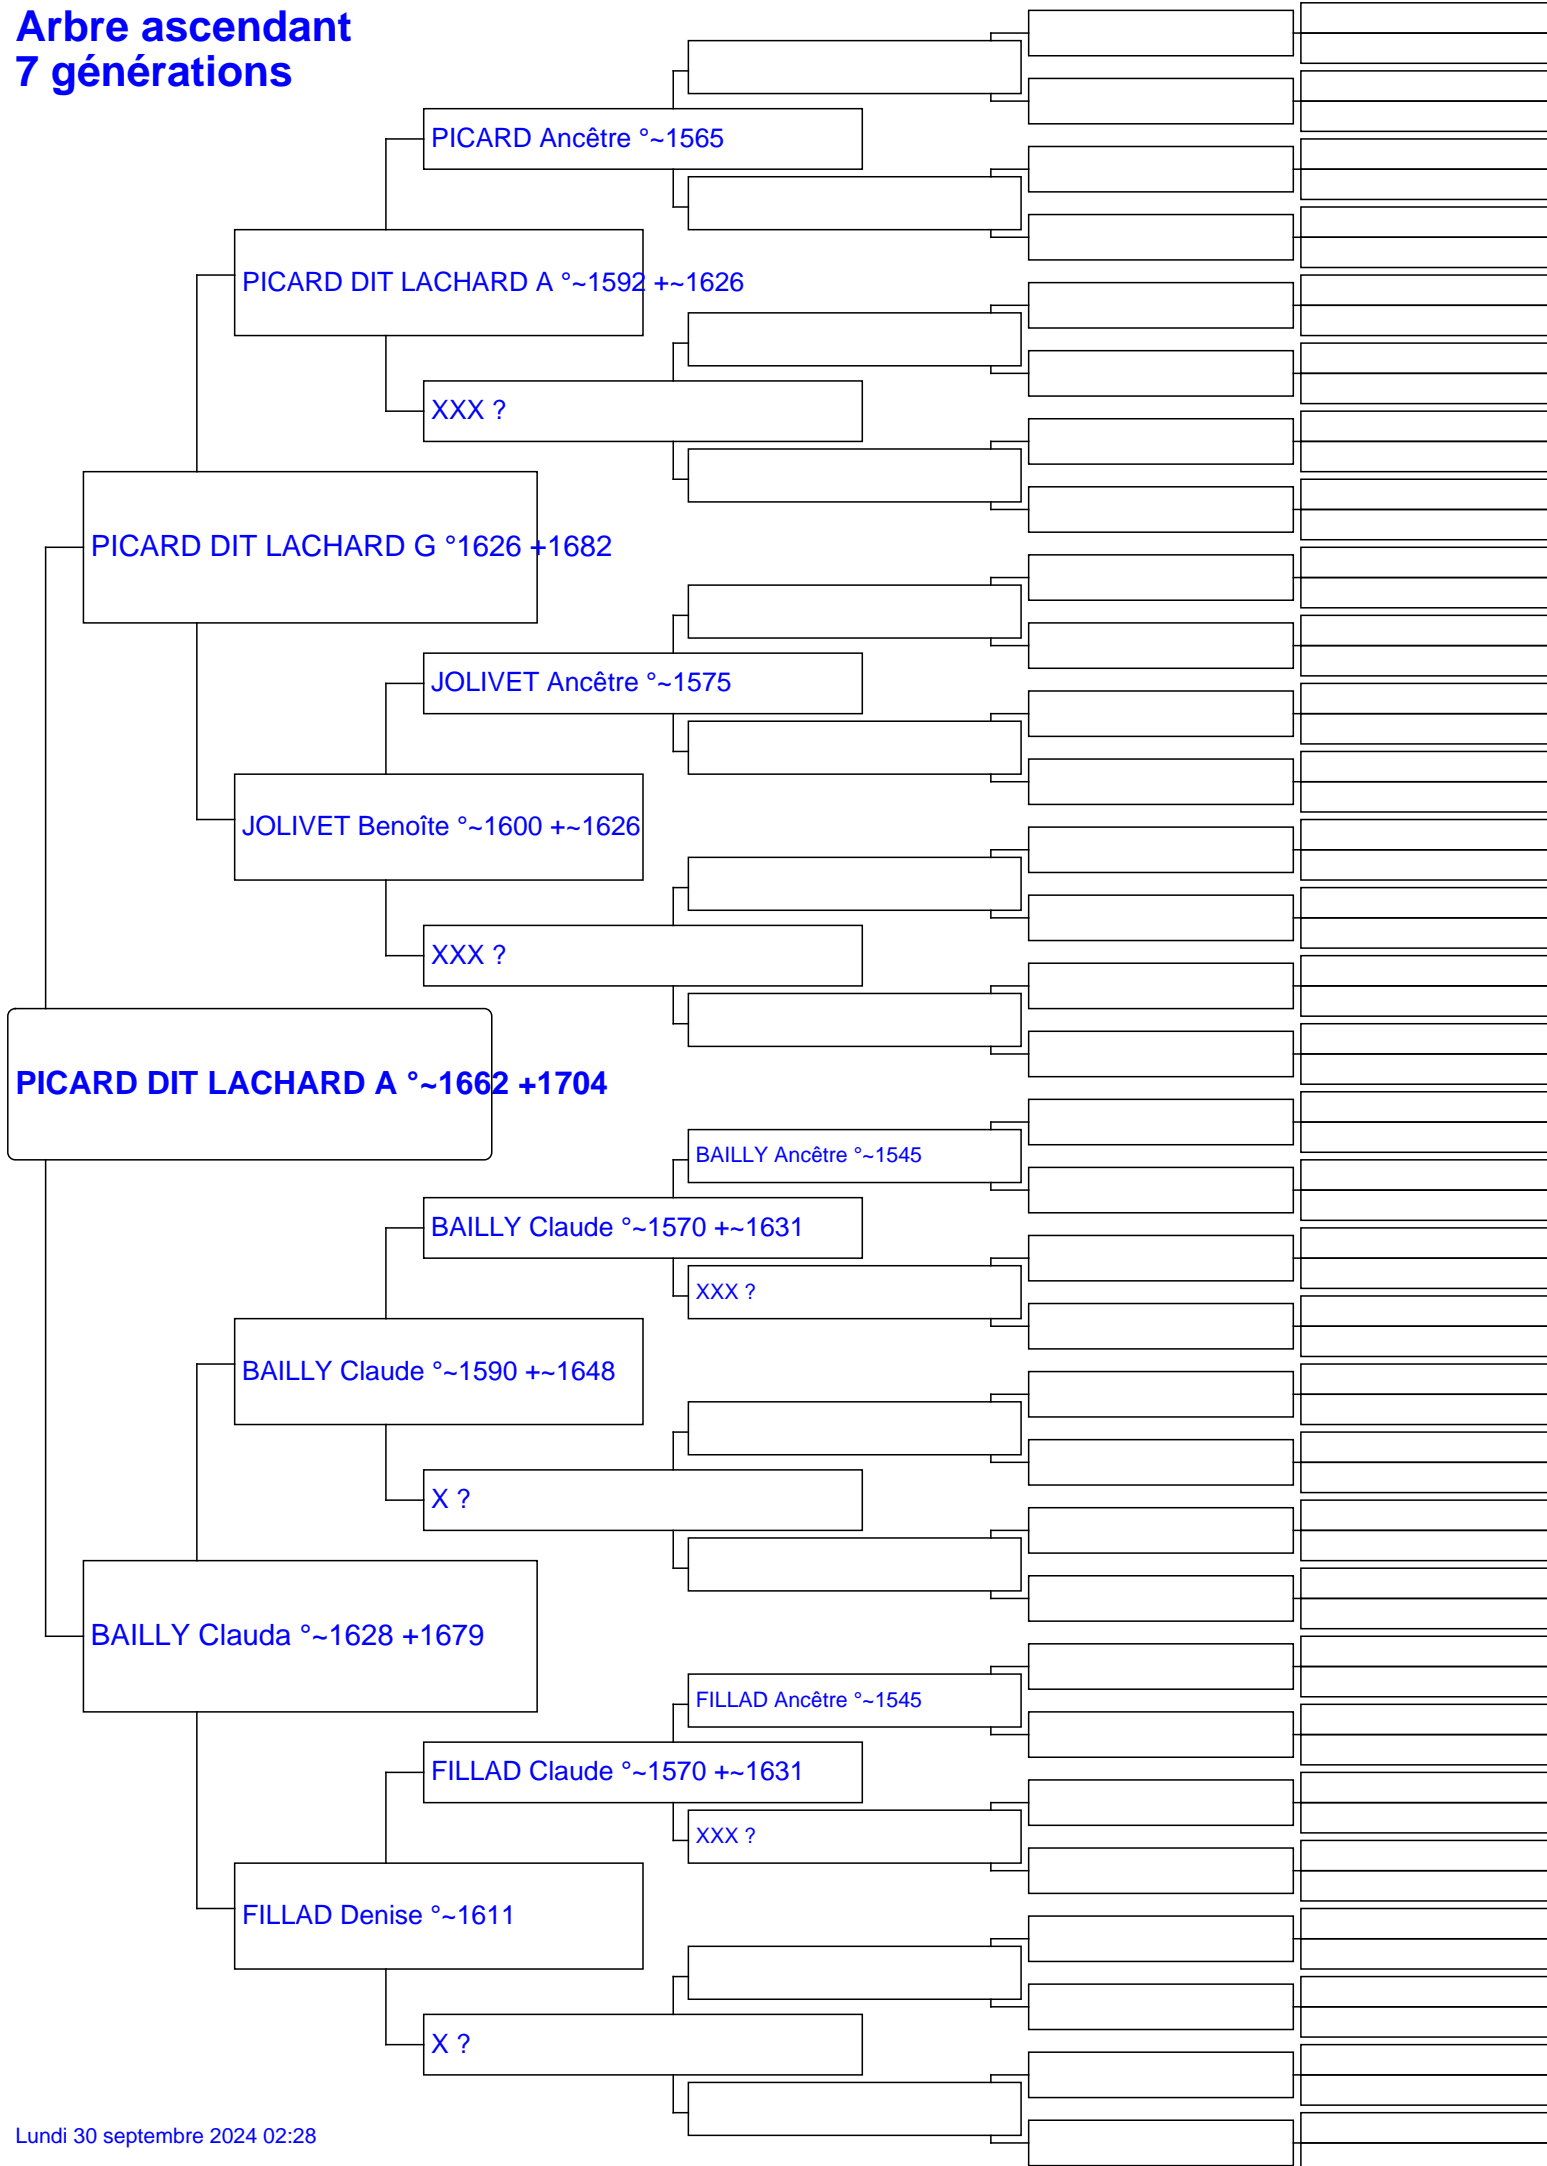 Arbre ascendant
7 générations
PICARD Ancêtre °~1565
PICARD DIT LACHARD A °~1592 +~1626
XXX ?
PICARD DIT LACHARD G °1626 +1682
JOLIVET Ancêtre °~1575
JOLIVET Benoîte °~1600 +~1626
XXX ?
PICARD DIT LACHARD A °~1662 +1704
BAILLY Ancêtre °~1545
BAILLY Claude °~1570 +~1631
XXX ?
BAILLY Claude °~1590 +~1648
X ?
BAILLY Clauda °~1628 +1679
FILLAD Ancêtre °~1545
FILLAD Claude °~1570 +~1631
XXX ?
FILLAD Denise °~1611
X ?
Lundi 30 septembre 2024 02:28